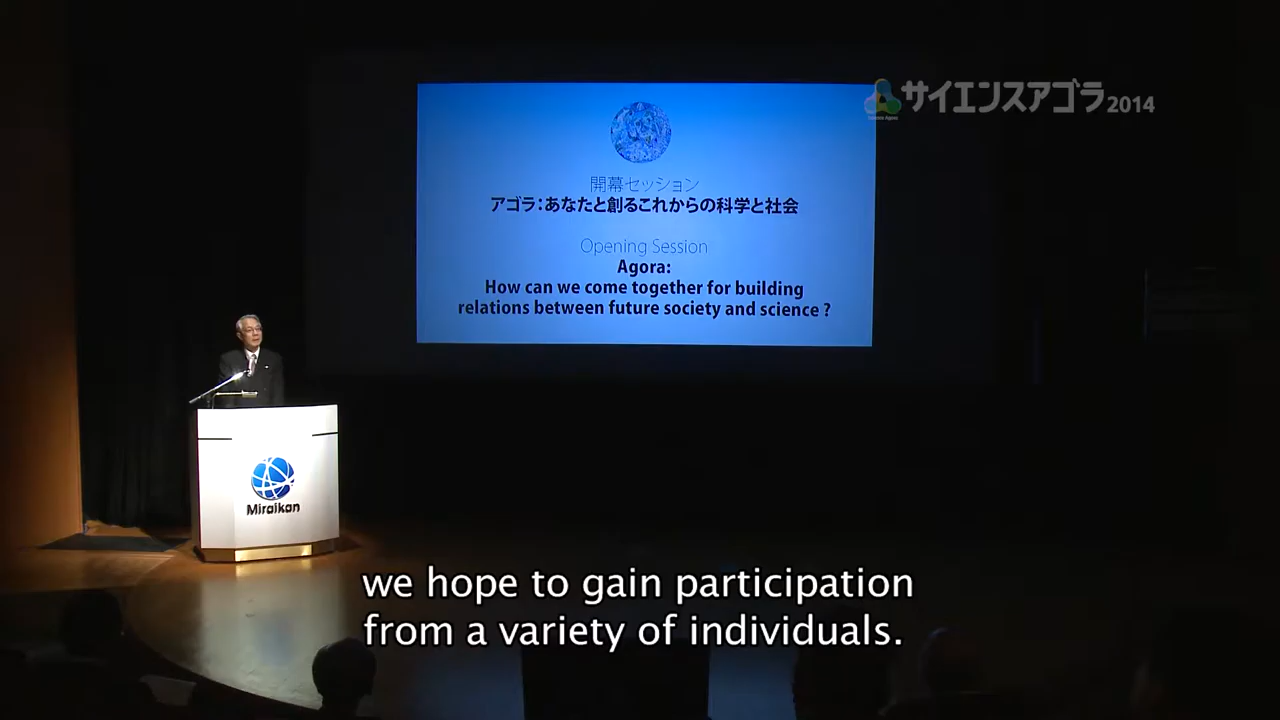 サイエンスアゴラ2014
開幕セッション
アゴラ:あなたと創るこれからの科学と社会
Opening Session
Agora:
How can we come together for building
relations between future society and science ?
Miraikan
we hope to gain participation
from a variety of individuals.